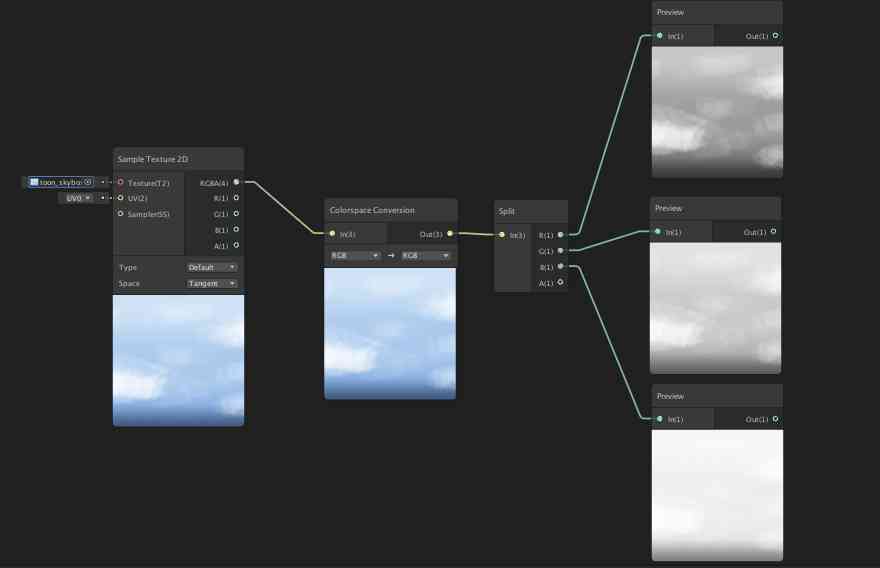 Sample Texture 2D
toon_skybo
Texture(T2)
RGBA(4)
UV0
UV(2)
R(1)
Sampler(SS)
G(1)
B(1)
A(1)
Type
Default
Space
Tangent
Colorspace Conversion
In(3)
Out(3)
RGB
→
RGB
Split
In(3)
R(1)
G(1)
B(1)
A(1)
Preview
In(1)
Out(1)
Preview
In(1)
Out(1)
Preview
In(1)
Out(1)